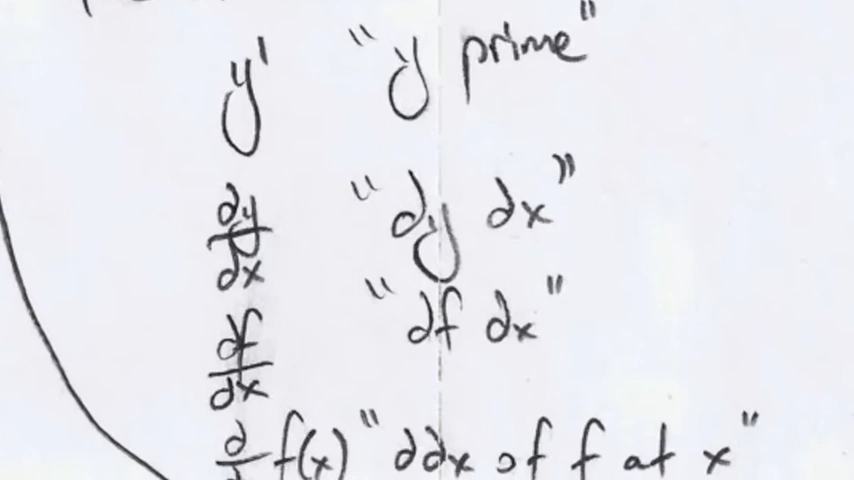 y' "y prime"
dy/dx "dy dx"
df/dx "df dx"
d/d f(x) "ddx of f at x"